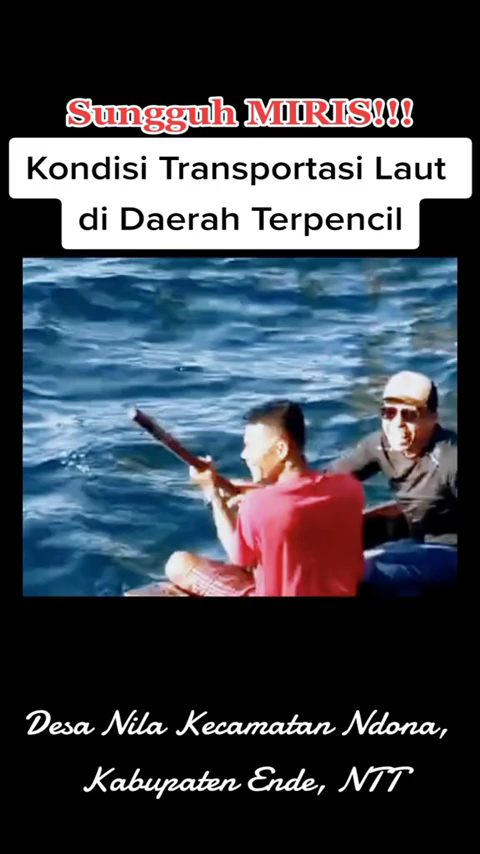 Sungguh MIRIS!!!
Kondisi Transportasi Laut
di Daerah Terpencil
Desa Nila Kecamatan Ndona,
Kabupaten Ende, NTT